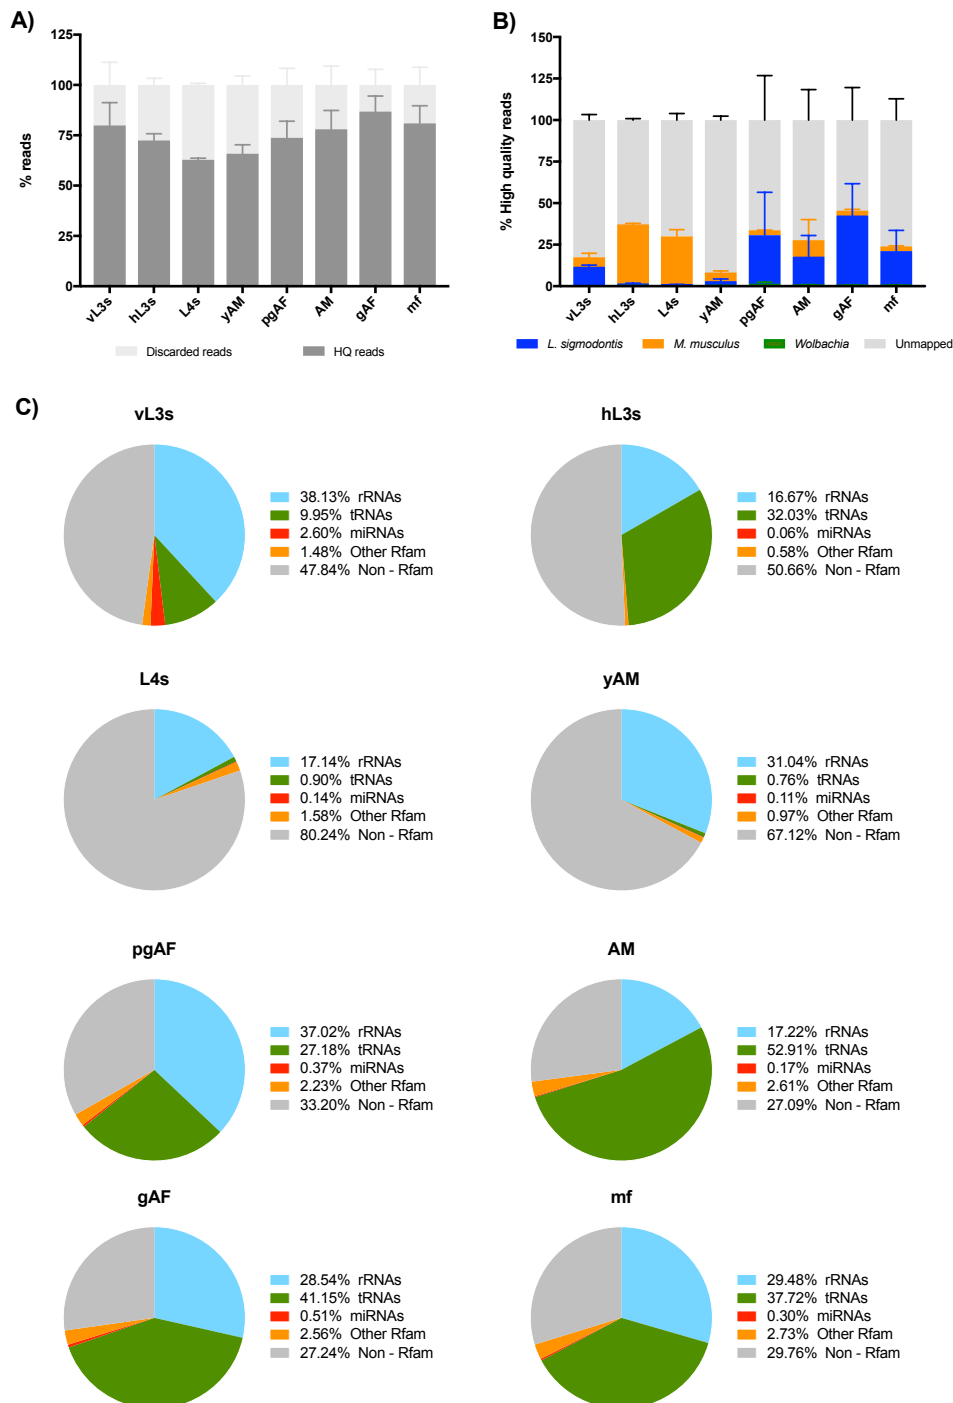 A)
125
100
75
50
25
0
% reads
vL3s
hL3s
L4s
yAM
pgAF
AM
gAF
mf
Discarded reads
HQ reads
B)
150
125
100
75
50
25
0
% High quality reads
vL3s
hL3s
L4s
yAM
pgAF
AM
gAF
mf
L. sigmodontis
M. musculus
Wolbachia
Unmapped
C)
vL3s
38.13% rRNAs
9.95% tRNAs
2.60% miRNAs
1.48% Other Rfam
47.84% Non - Rfam
hL3s
16.67% rRNAs
32.03% tRNAs
0.06% miRNAs
0.58% Other Rfam
50.66% Non - Rfam
L4s
17.14% rRNAs
0.90% tRNAs
0.14% miRNAs
1.58% Other Rfam
80.24% Non - Rfam
yAM
31.04% rRNAs
0.76% tRNAs
0.11% miRNAs
0.97% Other Rfam
67.12% Non - Rfam
pgAF
37.02% rRNAs
27.18% tRNAs
0.37% miRNAs
2.23% Other Rfam
33.20% Non - Rfam
AM
17.22% rRNAs
52.91% tRNAs
0.17% miRNAs
2.61% Other Rfam
27.09% Non - Rfam
gAF
28.54% rRNAs
41.15% tRNAs
0.51% miRNAs
2.56% Other Rfam
27.24% Non - Rfam
mf
29.48% rRNAs
37.72% tRNAs
0.30% miRNAs
2.73% Other Rfam
29.76% Non - Rfam